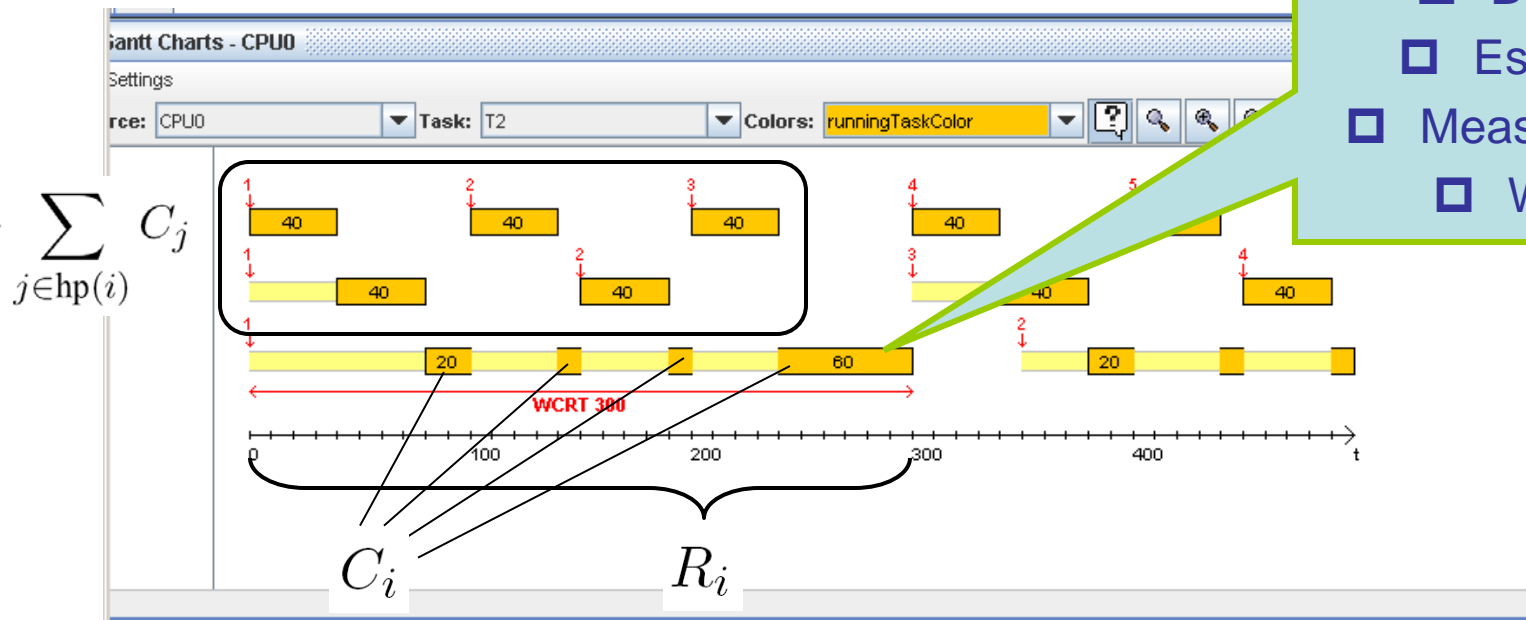 Gantt Charts - CPU0
Settings
rce: CPU0 Task: T2 Colors: runningTaskColor
Es
Meas
W
1 2 3 4 5
40 40 40 40
∑ C_j
j∈hp(i)
1 2 3 4
40 40 40 40
1 2
20 60 20
WCRT 300
0 100 200 300 400 t
C_i R_i